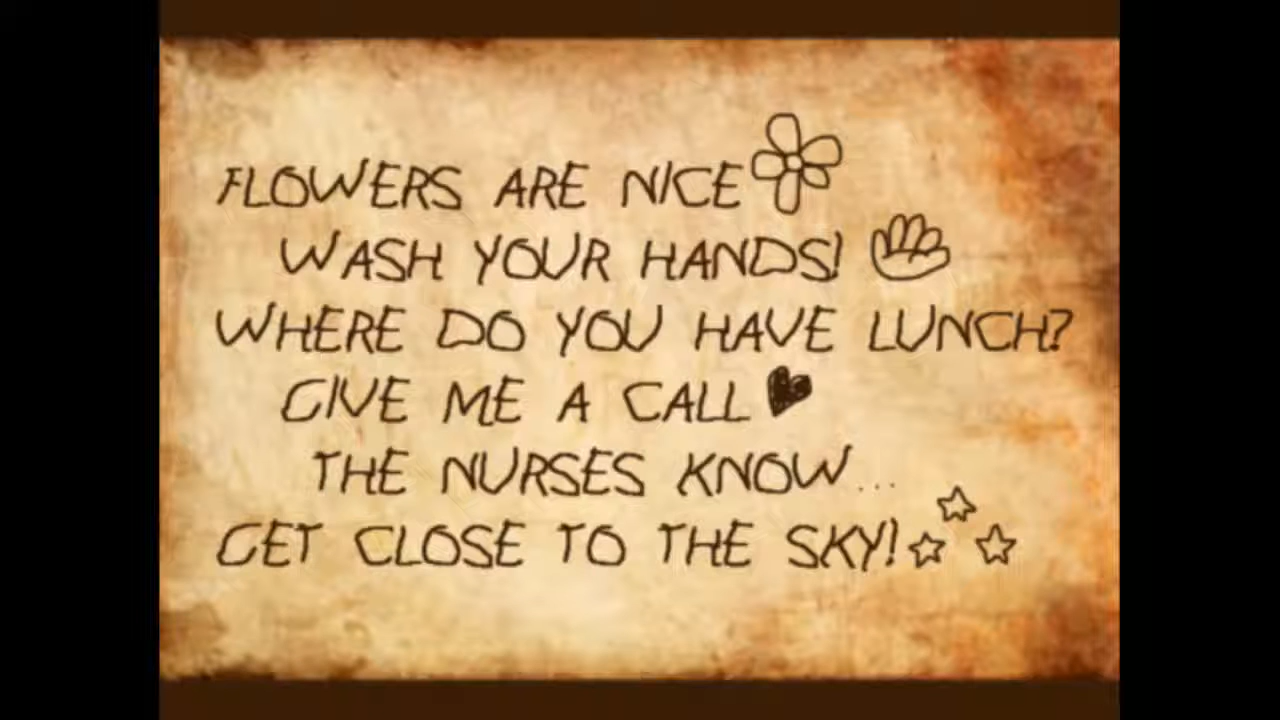 FLOWERS ARE NICE
WASH YOUR HANDS!
WHERE DO YOU HAVE LUNCH?
GIVE ME A CALL
THE NURSES KNOW...
GET CLOSE TO THE SKY!